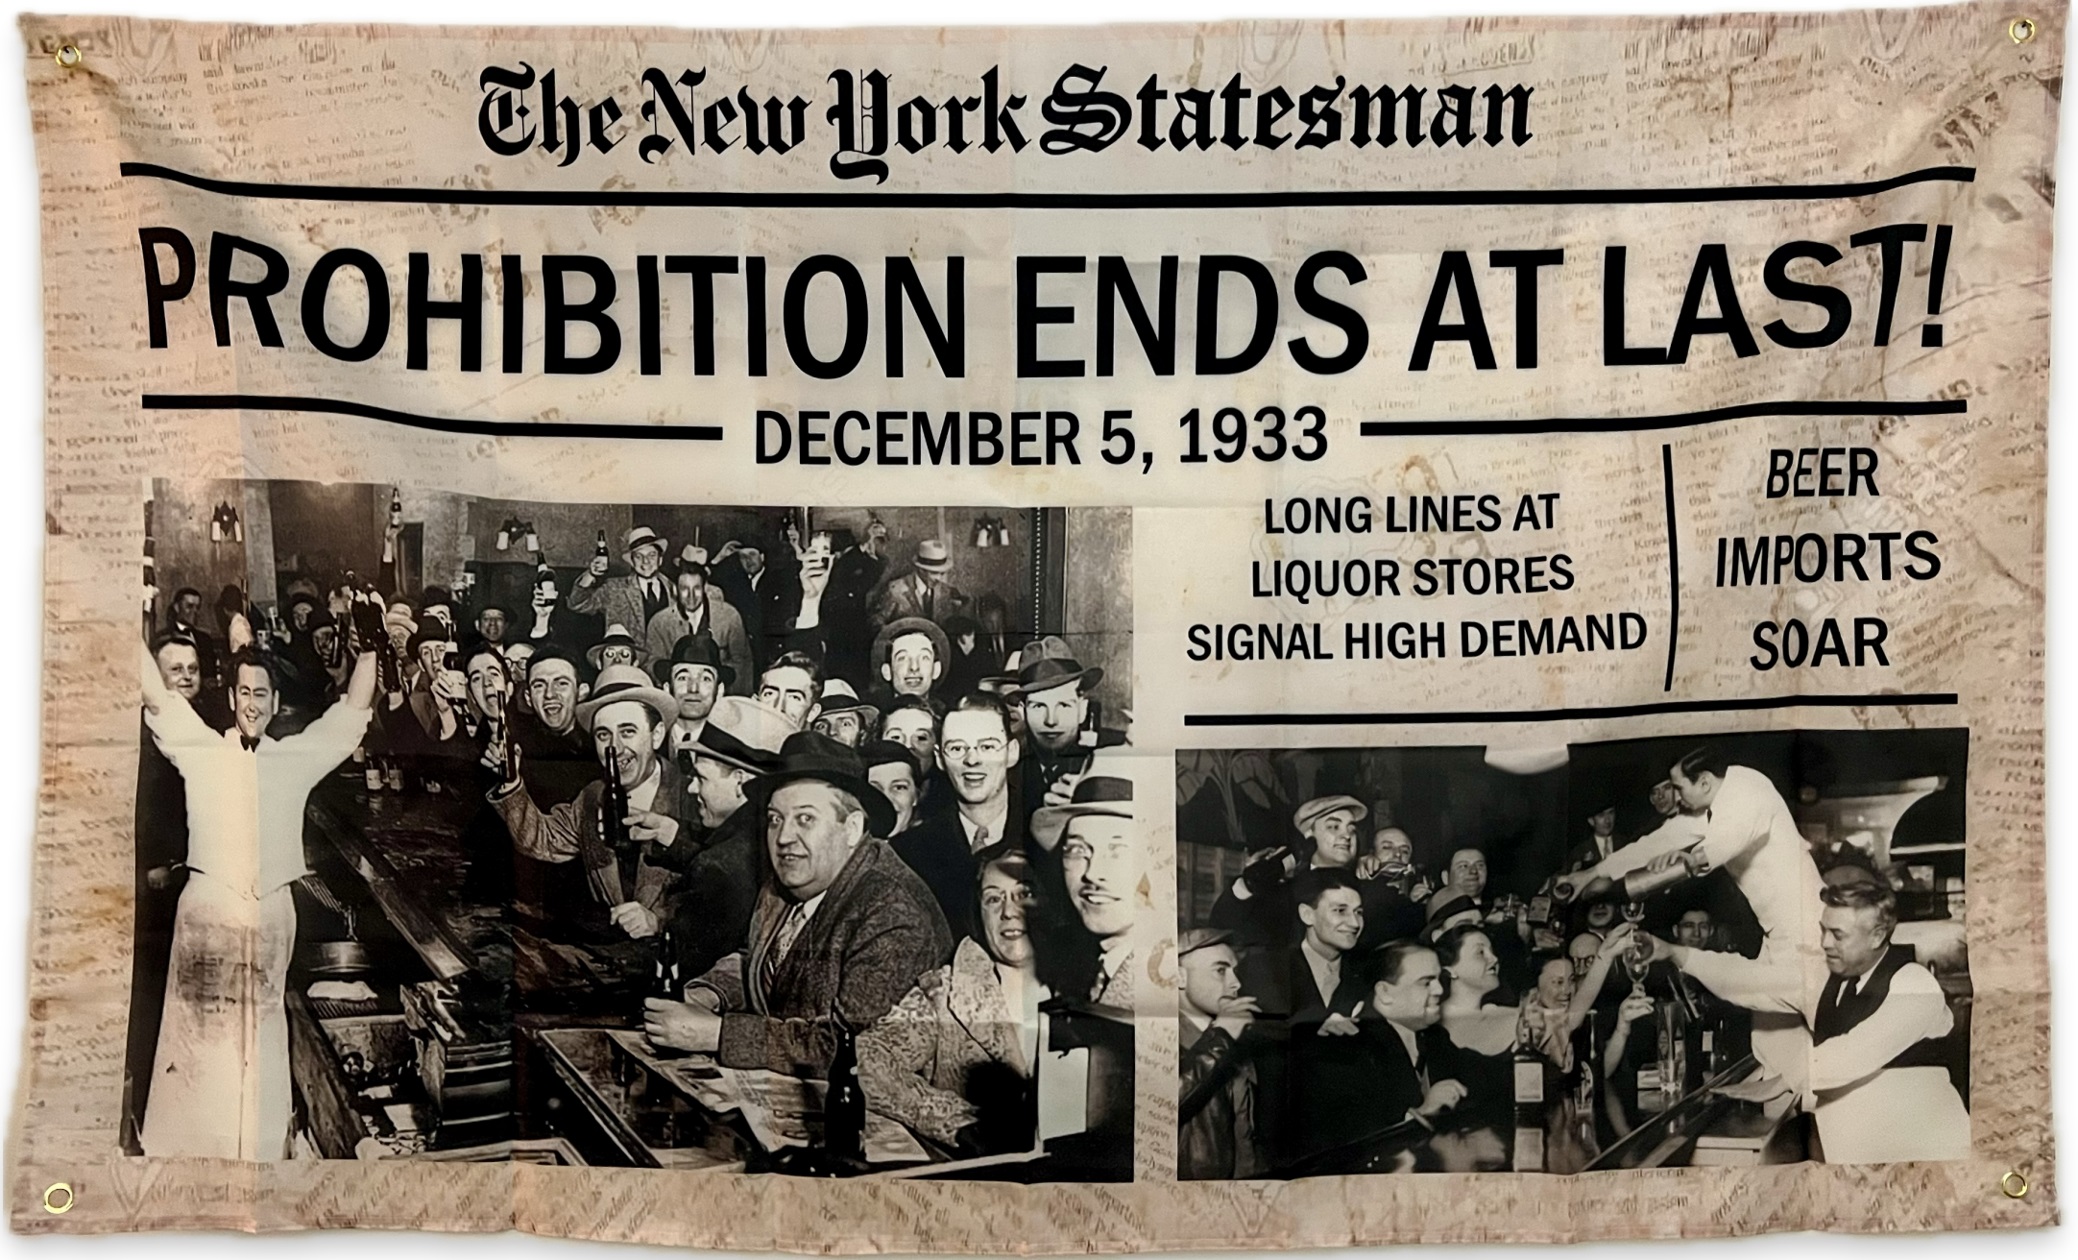 The New York Statesman
PROHIBITION ENDS AT LAST!
DECEMBER 5, 1933
LONG LINES AT
LIQUOR STORES
SIGNAL HIGH DEMAND
BEER
IMPORTS
SOAR